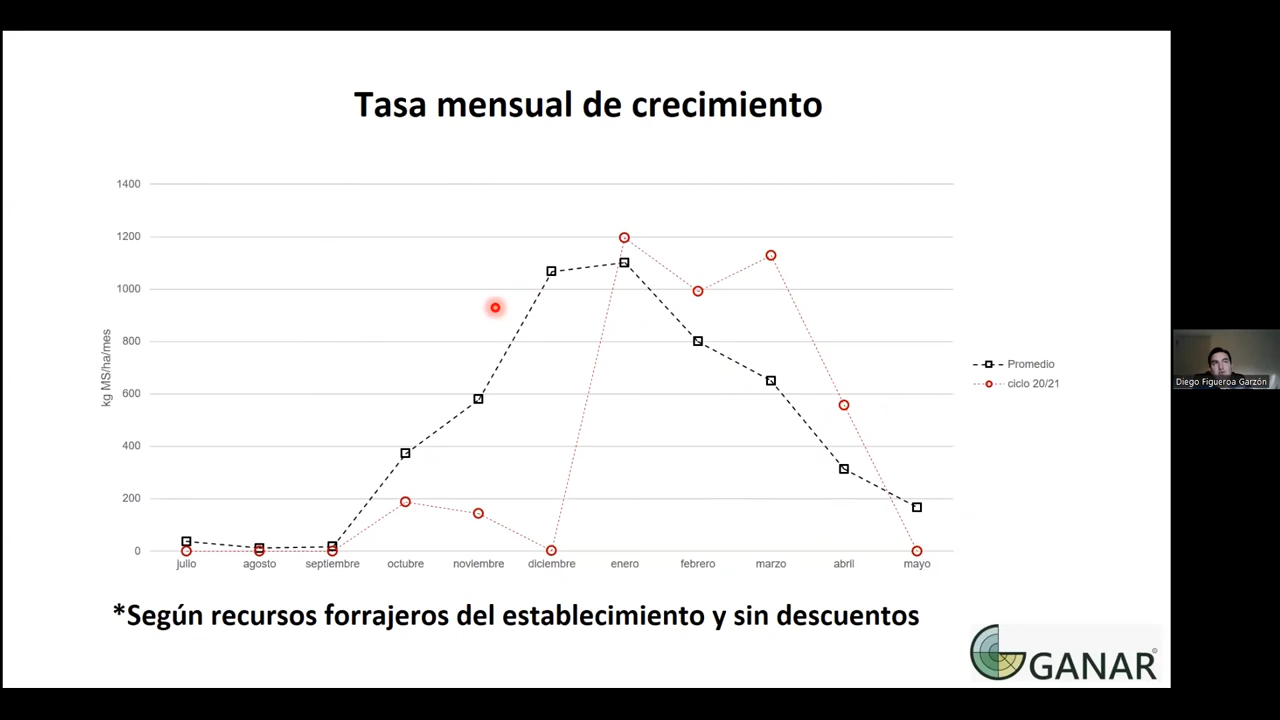 Tasa mensual de crecimiento
1400
1200
1000
800
600
400
200
0
kg MS/ha/mes
julio agosto septiembre octubre noviembre diciembre enero febrero marzo abril mayo
Promedio
ciclo 20/21
Diego Figueroa Garzón
*Según recursos forrajeros del establecimiento y sin descuentos
GANAR